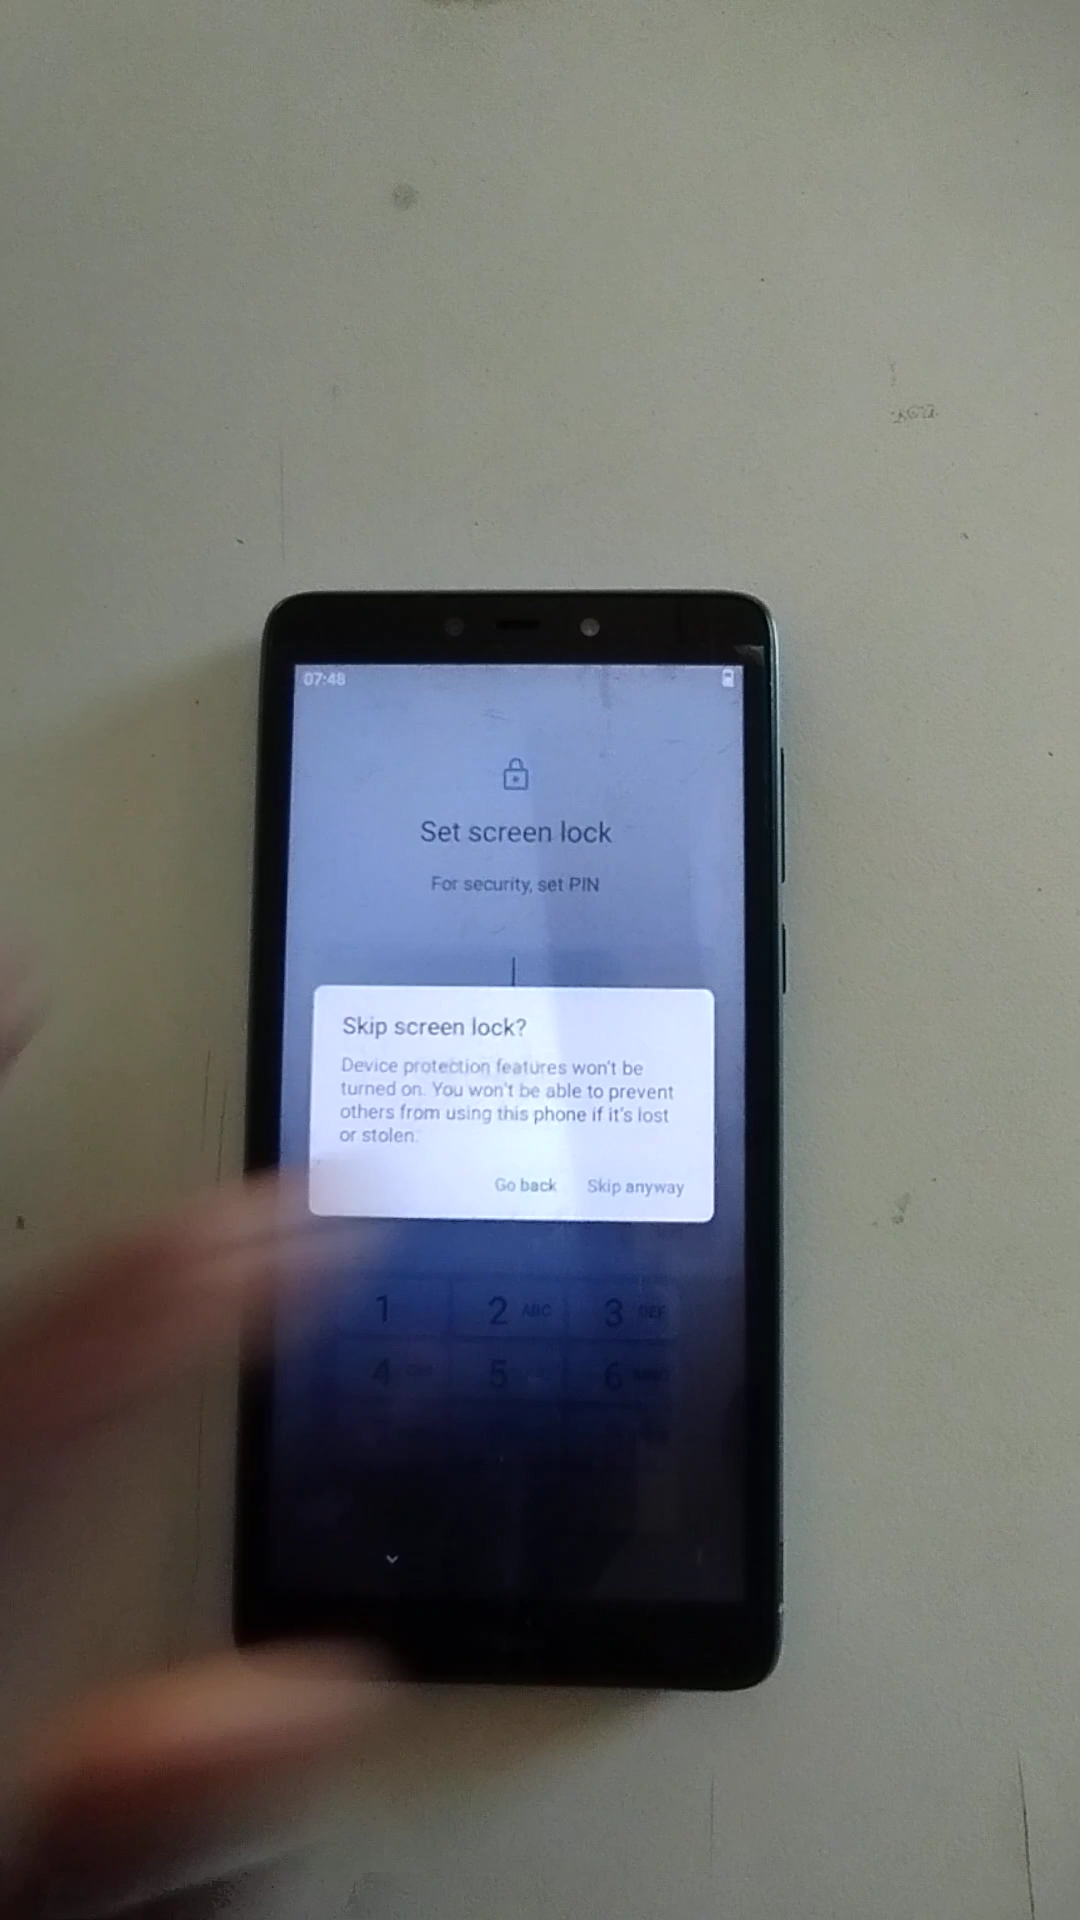 07:48
Set screen lock
For security, set PIN
Skip screen lock?
Device protection features won't be
turned on. You won't be able to prevent
others from using this phone if it's lost
or stolen.
Go back Skip anyway
1 2 ABC 3 DEF
4 5 6